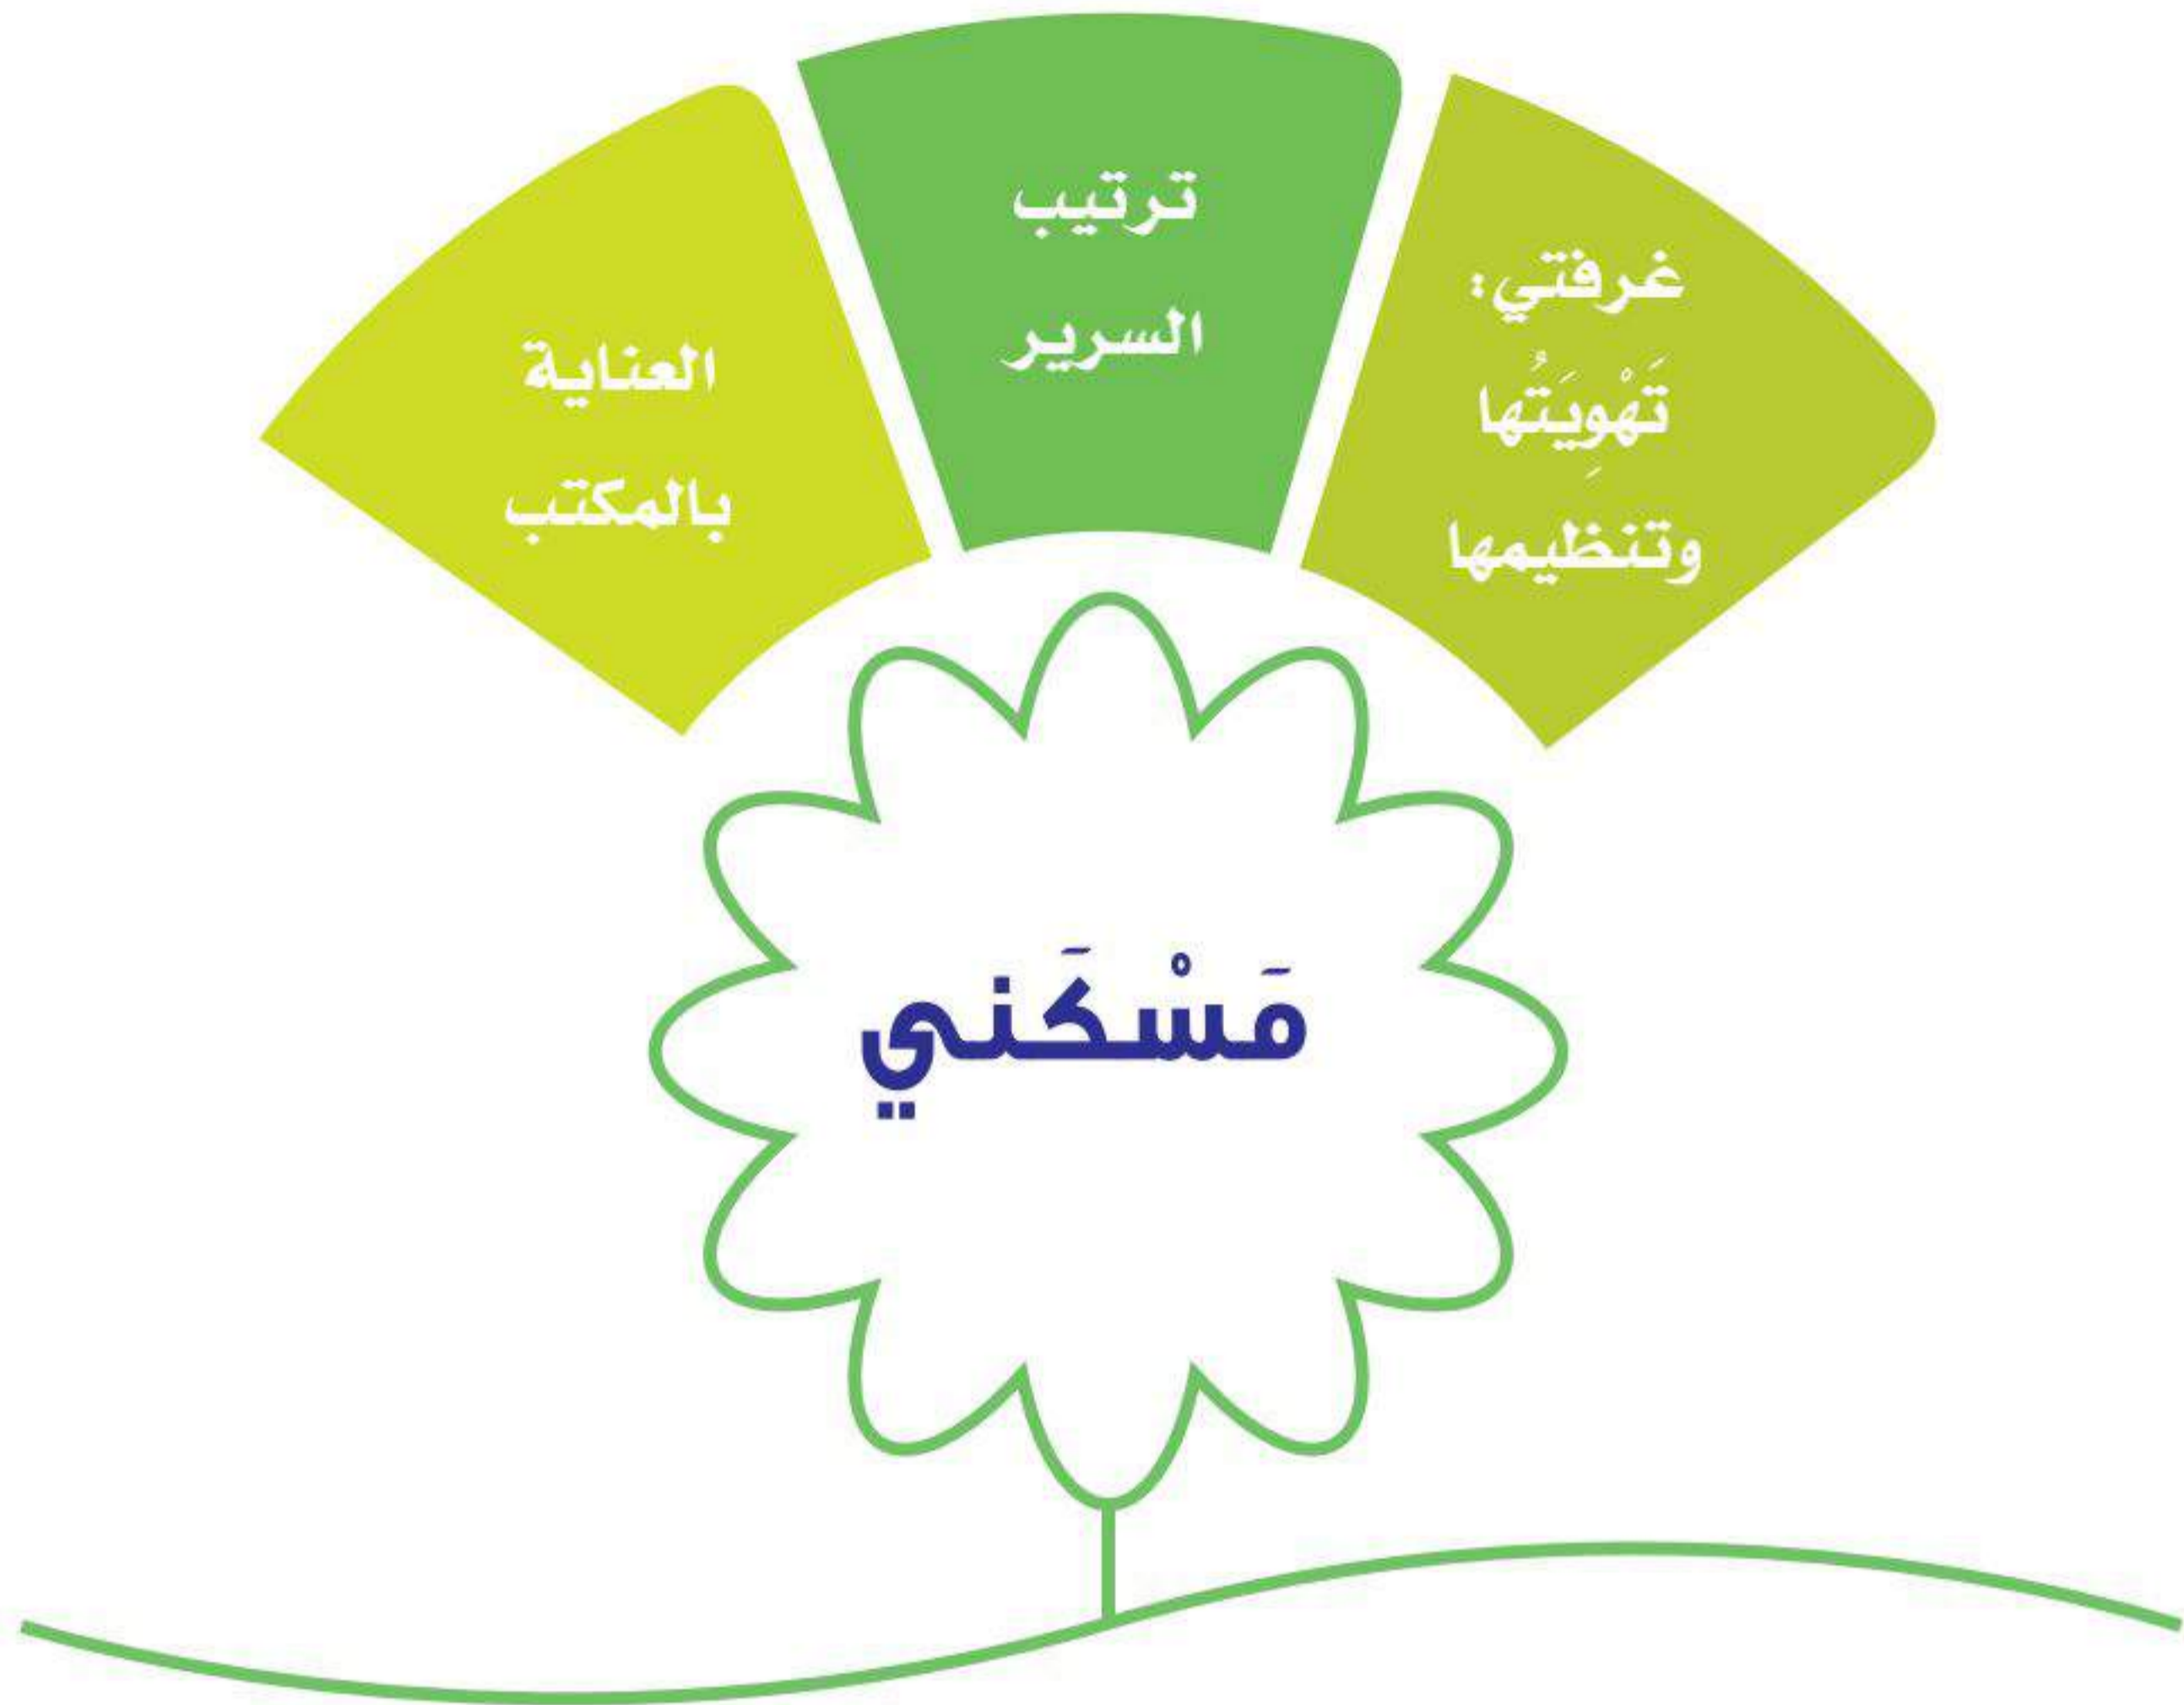 غرفتي:
تَهْوِيَتُها
وتنظيمها
ترتيب
السرير
العناية
بالمكتب
مَسْكَني